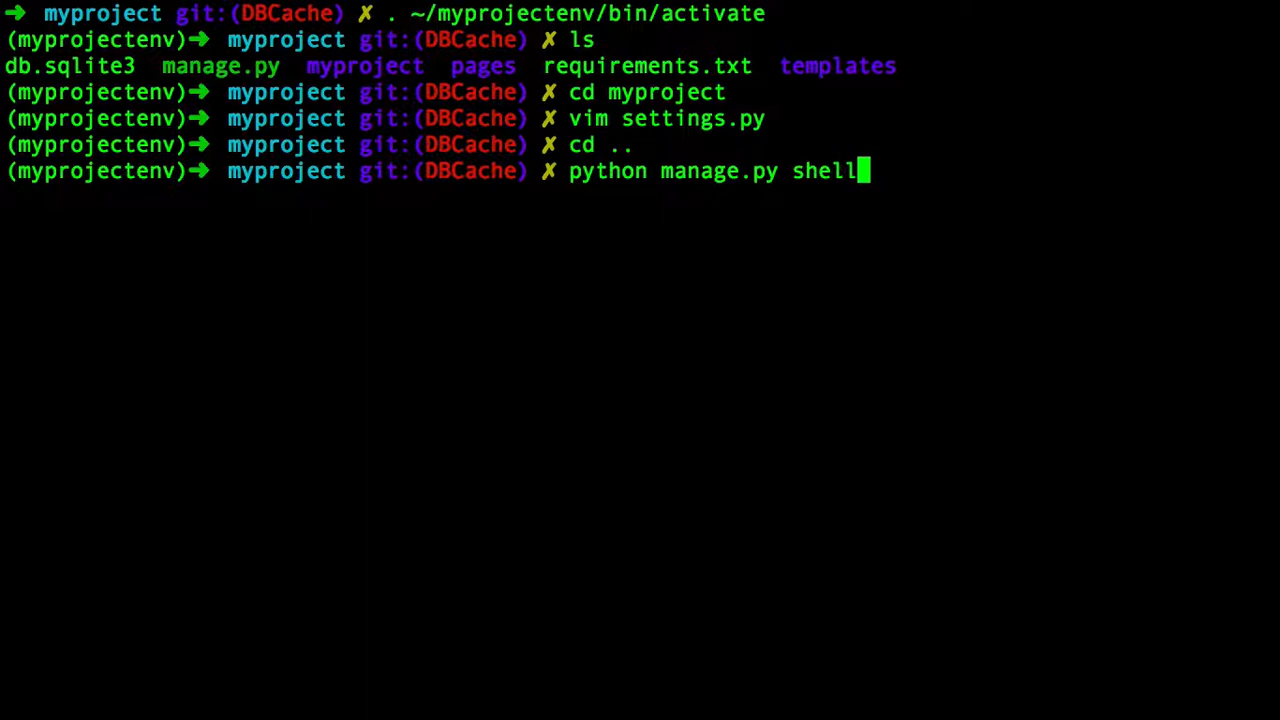 ➜ myproject git:(DBCache) ✗ . ~/myprojectenv/bin/activate
(myprojectenv)➜ myproject git:(DBCache) ✗ ls
db.sqlite3 manage.py myproject pages requirements.txt templates
(myprojectenv)➜ myproject git:(DBCache) ✗ cd myproject
(myprojectenv)➜ myproject git:(DBCache) ✗ vim settings.py
(myprojectenv)➜ myproject git:(DBCache) ✗ cd ..
(myprojectenv)➜ myproject git:(DBCache) ✗ python manage.py shell